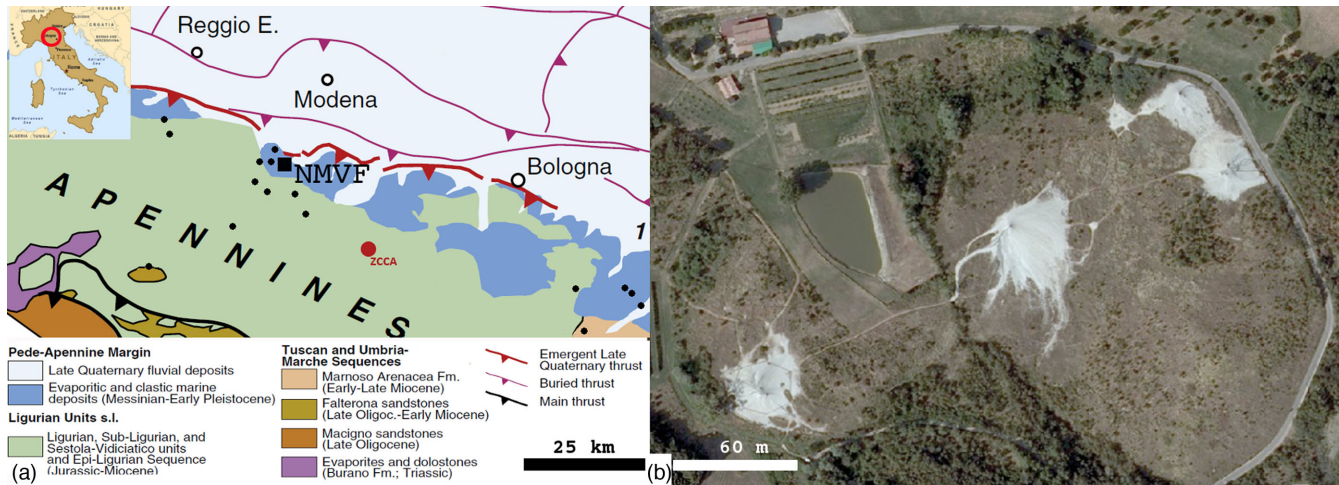 Reggio E.
Modena
Bologna
NMVF
ZCCA
APENNINES
1
ITALY
Rome
Pede-Apennine Margin
Late Quaternary fluvial deposits
Evaporitic and clastic marine
deposits (Messinian-Early Pleistocene)
Ligurian Units s.l.
Ligurian, Sub-Ligurian, and
Sestola-Vidiciatico units
and Epi-Ligurian Sequence
(Jurassic-Miocene)
Tuscan and Umbria-
Marche Sequences
Marnoso Arenacea Fm.
(Early-Late Miocene)
Falterona sandstones
(Late Oligoc.-Early Miocene)
Macigno sandstones
(Late Oligocene)
Evaporites and dolostones
(Burano Fm.; Triassic)
Emergent Late
Quaternary thrust
Buried thrust
Main thrust
25 km
(a)
60 m
(b)